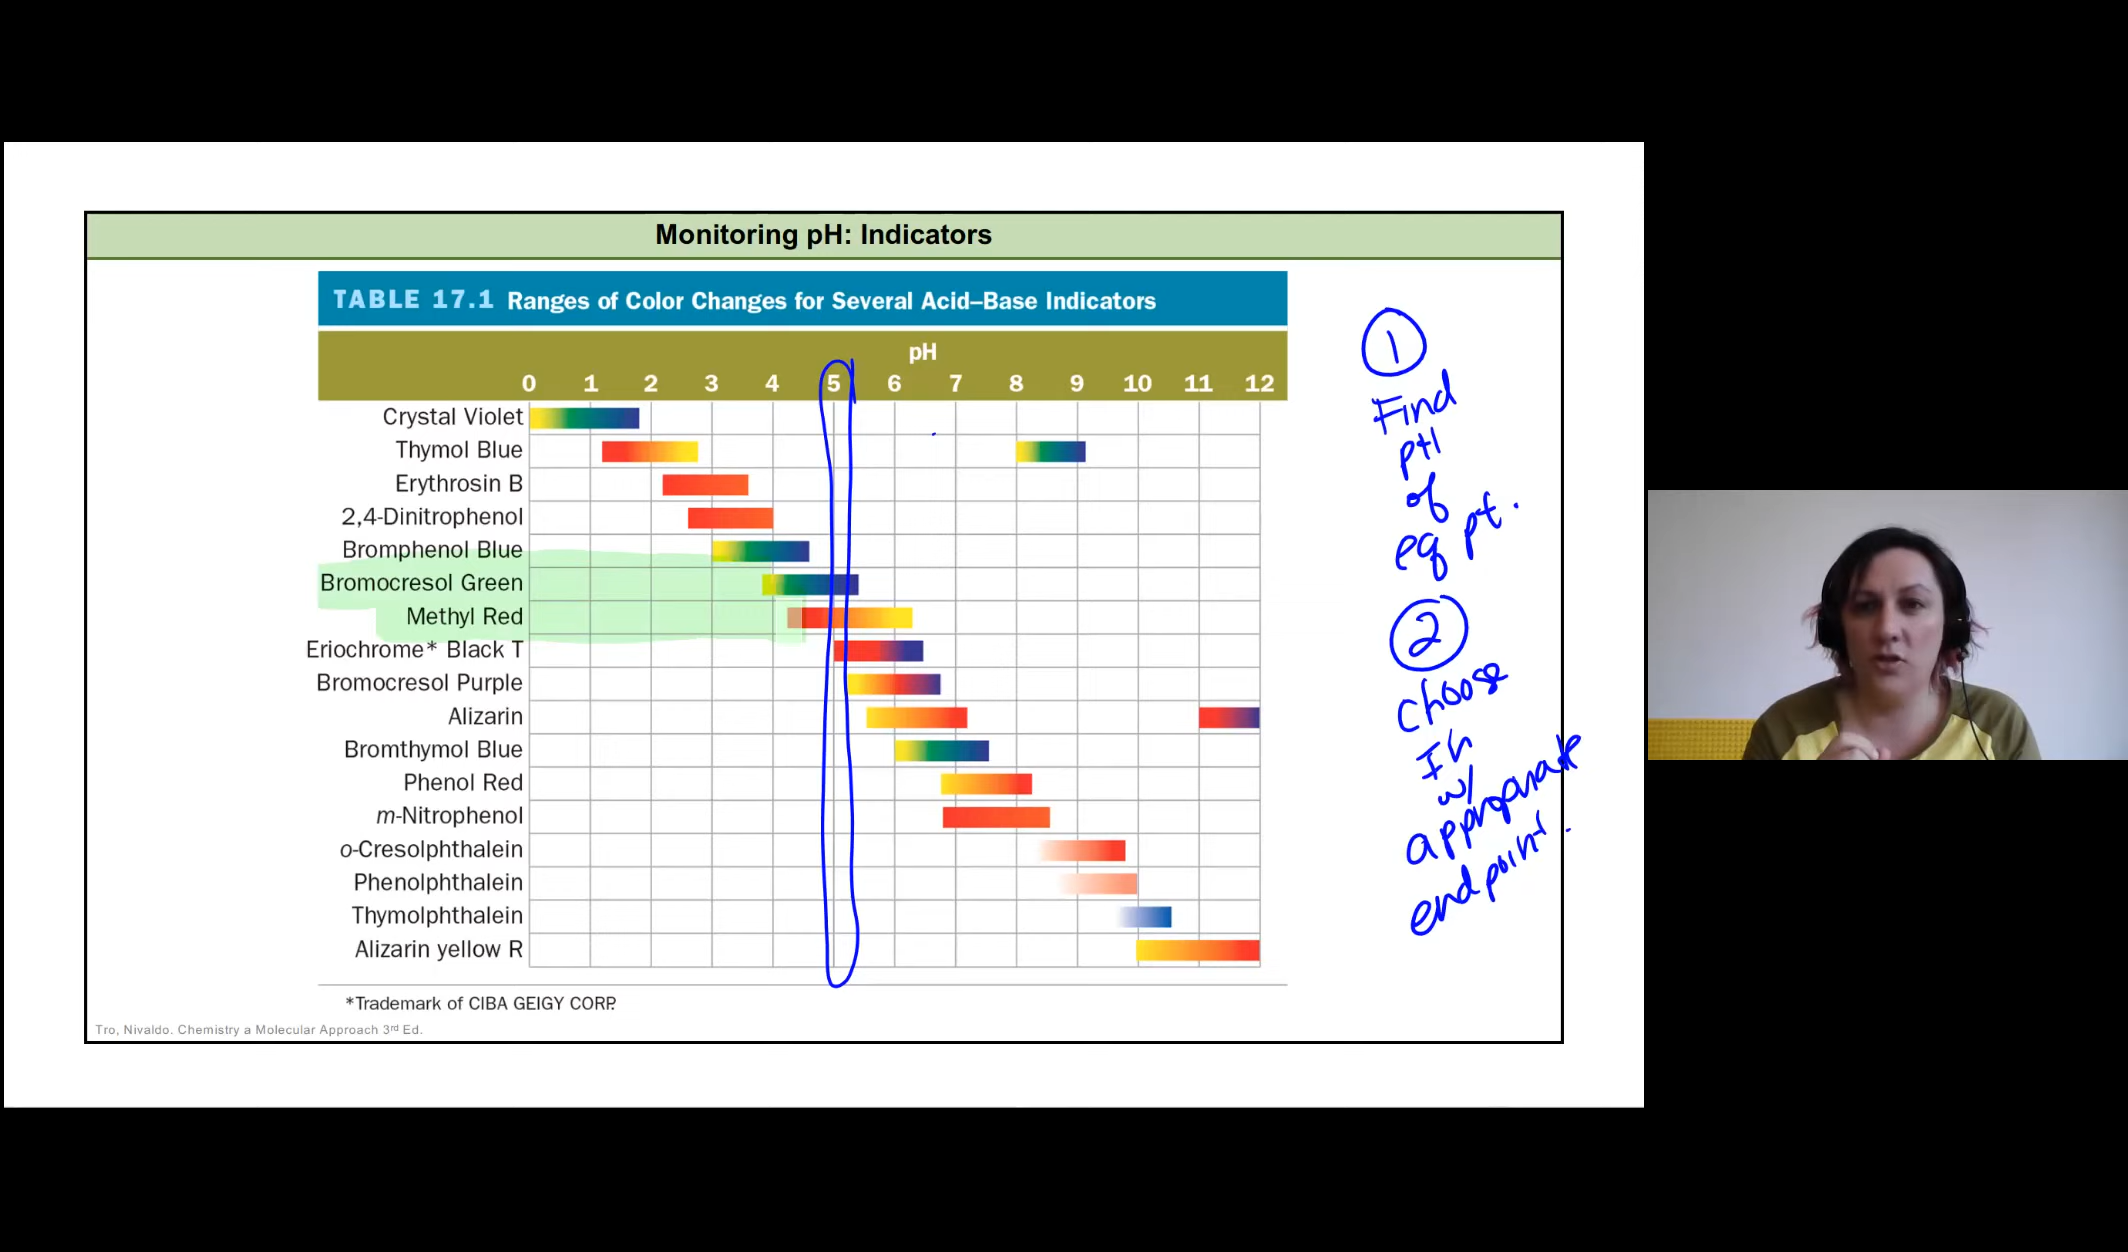 Monitoring pH: Indicators
TABLE 17.1 Ranges of Color Changes for Several Acid–Base Indicators
pH
0 1 2 3 4 5 6 7 8 9 10 11 12
Crystal Violet
Thymol Blue
Erythrosin B
2,4-Dinitrophenol
Bromphenol Blue
Bromocresol Green
Methyl Red
Eriochrome* Black T
Bromocresol Purple
Alizarin
Bromthymol Blue
Phenol Red
m-Nitrophenol
o-Cresolphthalein
Phenolphthalein
Thymolphthalein
Alizarin yellow R
*Trademark of CIBA GEIGY CORP.
Tro, Nivaldo. Chemistry a Molecular Approach 3rd Ed.
1
Find
pH
of
eq pt.
2
Choose
In
w/
appropriate
endpoint.